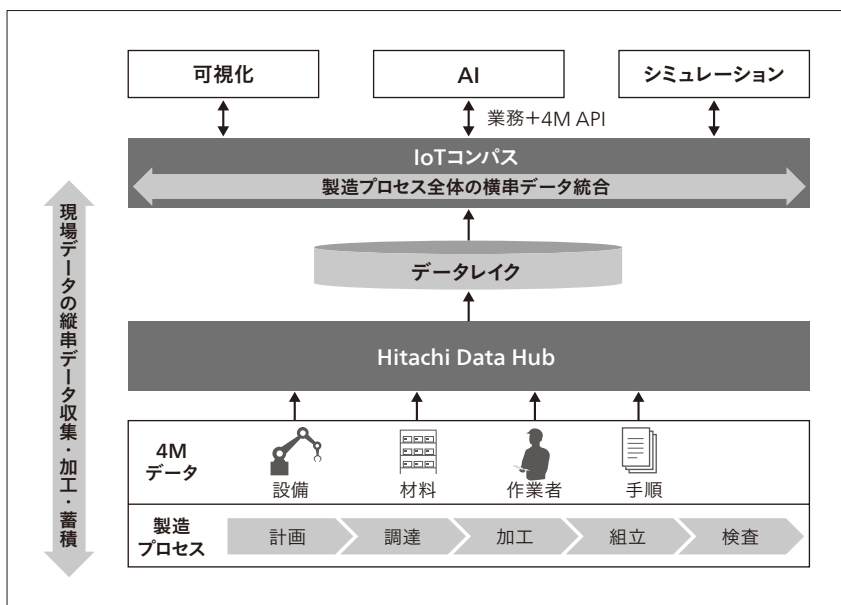 可視化
AI
シミュレーション
業務+4M API
IoTコンパス
製造プロセス全体の横串データ統合
データレイク
Hitachi Data Hub
現場データの縦串データ収集・加工・蓄積
4M
データ
設備
材料
作業者
手順
製造
プロセス
計画
調達
加工
組立
検査